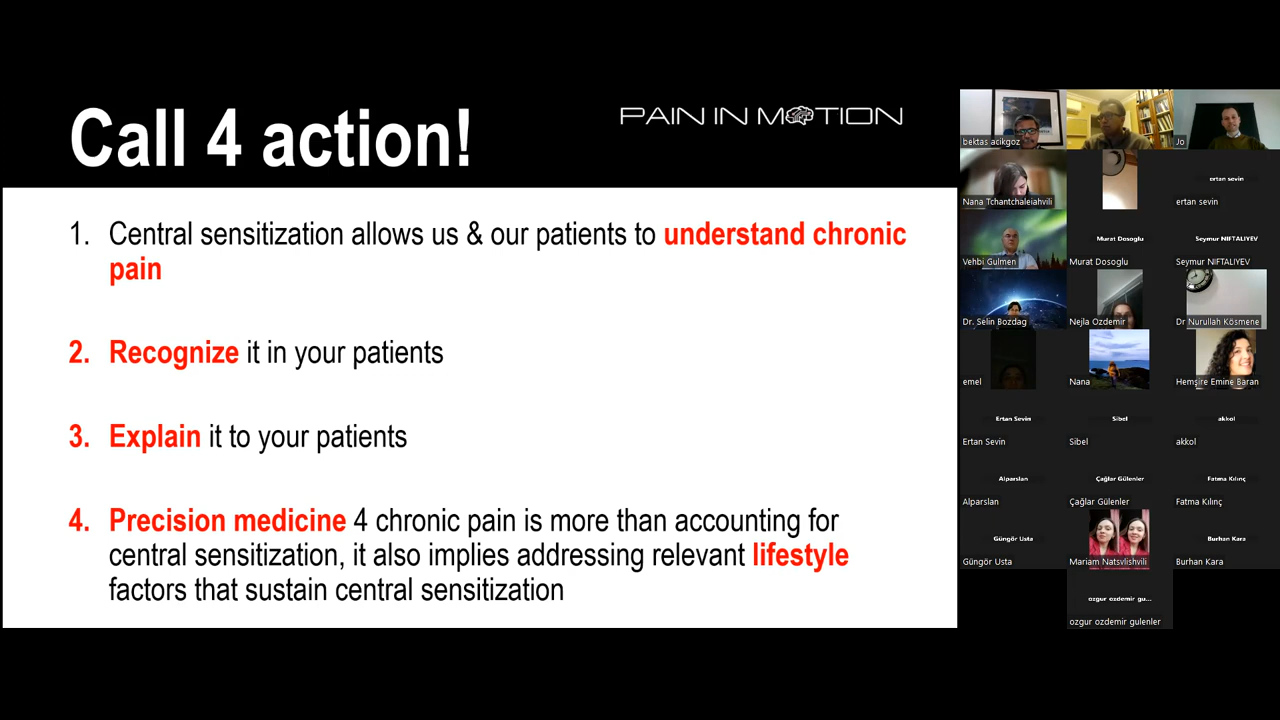 Call 4 action!
PAIN IN MOTION
1. Central sensitization allows us & our patients to understand chronic
pain
2. Recognize it in your patients
3. Explain it to your patients
4. Precision medicine 4 chronic pain is more than accounting for
central sensitization, it also implies addressing relevant lifestyle
factors that sustain central sensitization
bektas acikgoz
Jo
Nana Tchantchaleiahvili
ertan sevin
ertan sevin
Vehbi Gulmen
Murat Dosoglu
Murat Dosoglu
Seymur NIFTALIYEV
Seymur NIFTALIYEV
Dr. Selin Bozdag
Nejla Ozdemir
Dr Nurullah Kösmene
emel
Nana
Hemşire Emine Baran
Ertan Sevin
Ertan Sevin
Sibel
Sibel
akkol
akkol
Alparslan
Alparslan
Çağlar Gülenler
Çağlar Gülenler
Fatma Kılınç
Fatma Kılınç
Güngör Usta
Güngör Usta
Mariam Natsvlishvili
Burhan Kara
Burhan Kara
ozgur ozdemir gu...
ozgur ozdemir gulenler